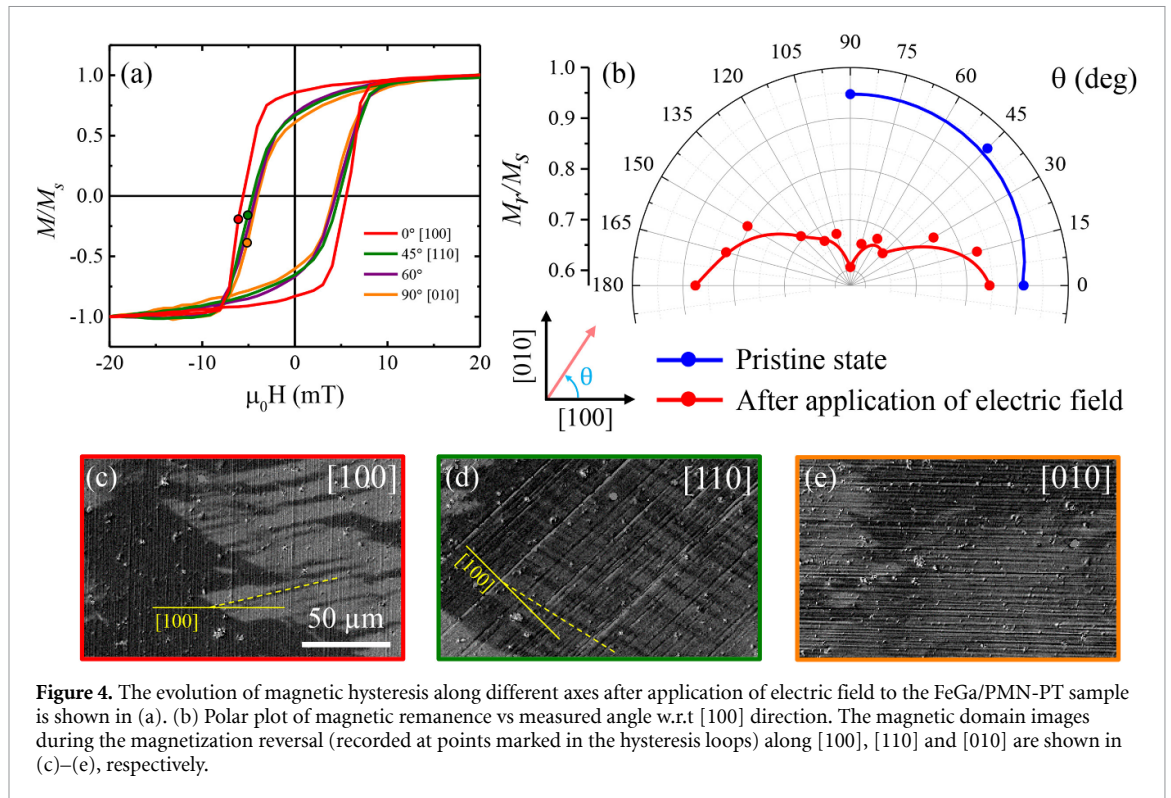 (a)
1.0
0.5
0.0
-0.5
-1.0
M/Ms
-20
-10
0
10
20
μ0H (mT)
0° [100]
45° [110]
60°
90° [010]
(b)
1.0
0.9
0.8
0.7
0.6
Mr/MS
θ (deg)
180
165
150
135
120
105
90
75
60
45
30
15
0
[010]
θ
[100]
Pristine state
After application of electric field
(c)
[100]
[100]
50 µm
(d)
[110]
[100]
(e)
[010]
Figure 4. The evolution of magnetic hysteresis along different axes after application of electric field to the FeGa/PMN-PT sample
is shown in (a). (b) Polar plot of magnetic remanence vs measured angle w.r.t [100] direction. The magnetic domain images
during the magnetization reversal (recorded at points marked in the hysteresis loops) along [100], [110] and [010] are shown in
(c)–(e), respectively.